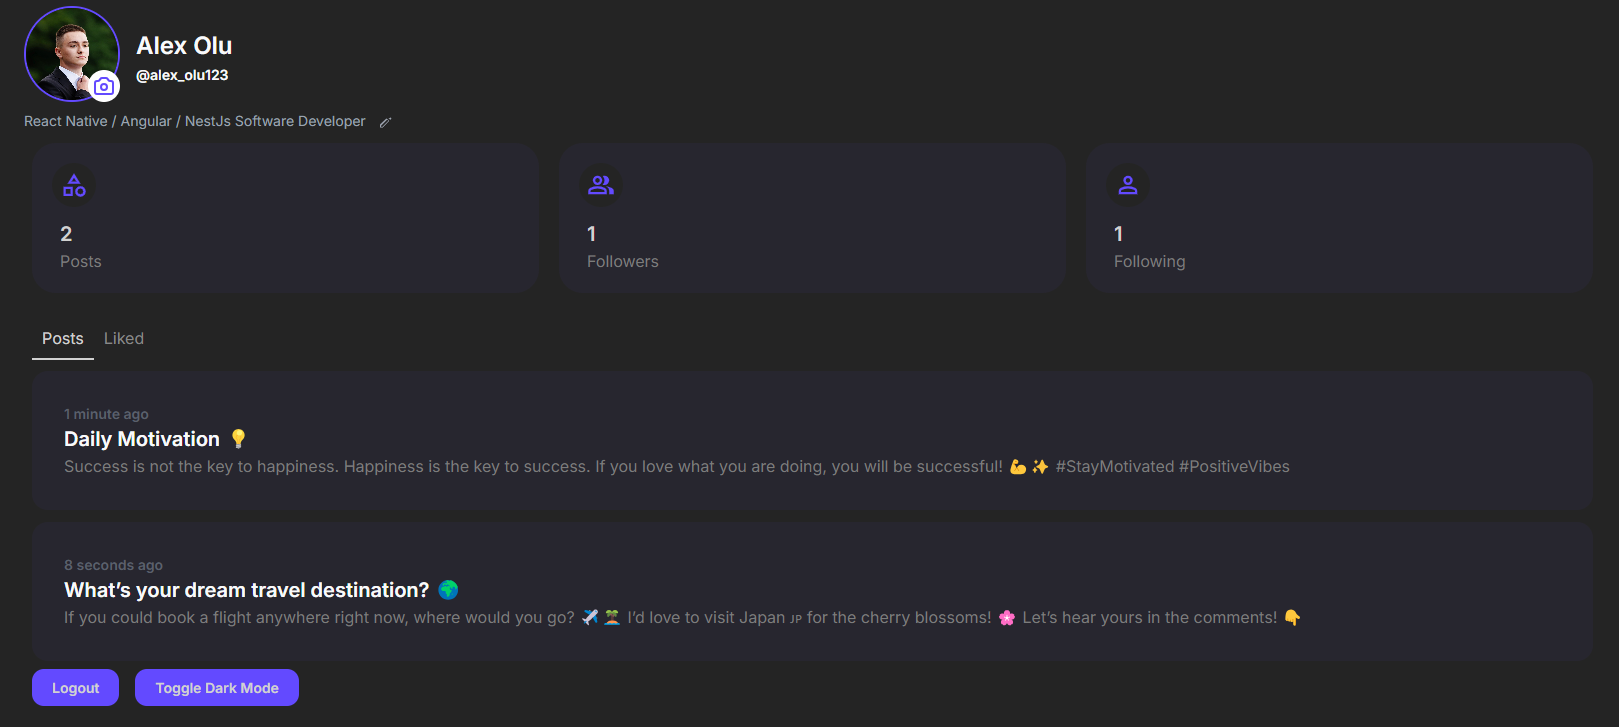 Alex Olu
@alex_olu123
React Native / Angular / NestJs Software Developer
2
Posts
1
Followers
1
Following
Posts Liked
1 minute ago
Daily Motivation 💡
Success is not the key to happiness. Happiness is the key to success. If you love what you are doing, you will be successful! 💪✨ #StayMotivated #PositiveVibes
8 seconds ago
What’s your dream travel destination? 🌍
If you could book a flight anywhere right now, where would you go? ✈️🏝️ I’d love to visit Japan 🇯🇵 for the cherry blossoms! 🌸 Let’s hear yours in the comments! 👇
Logout Toggle Dark Mode